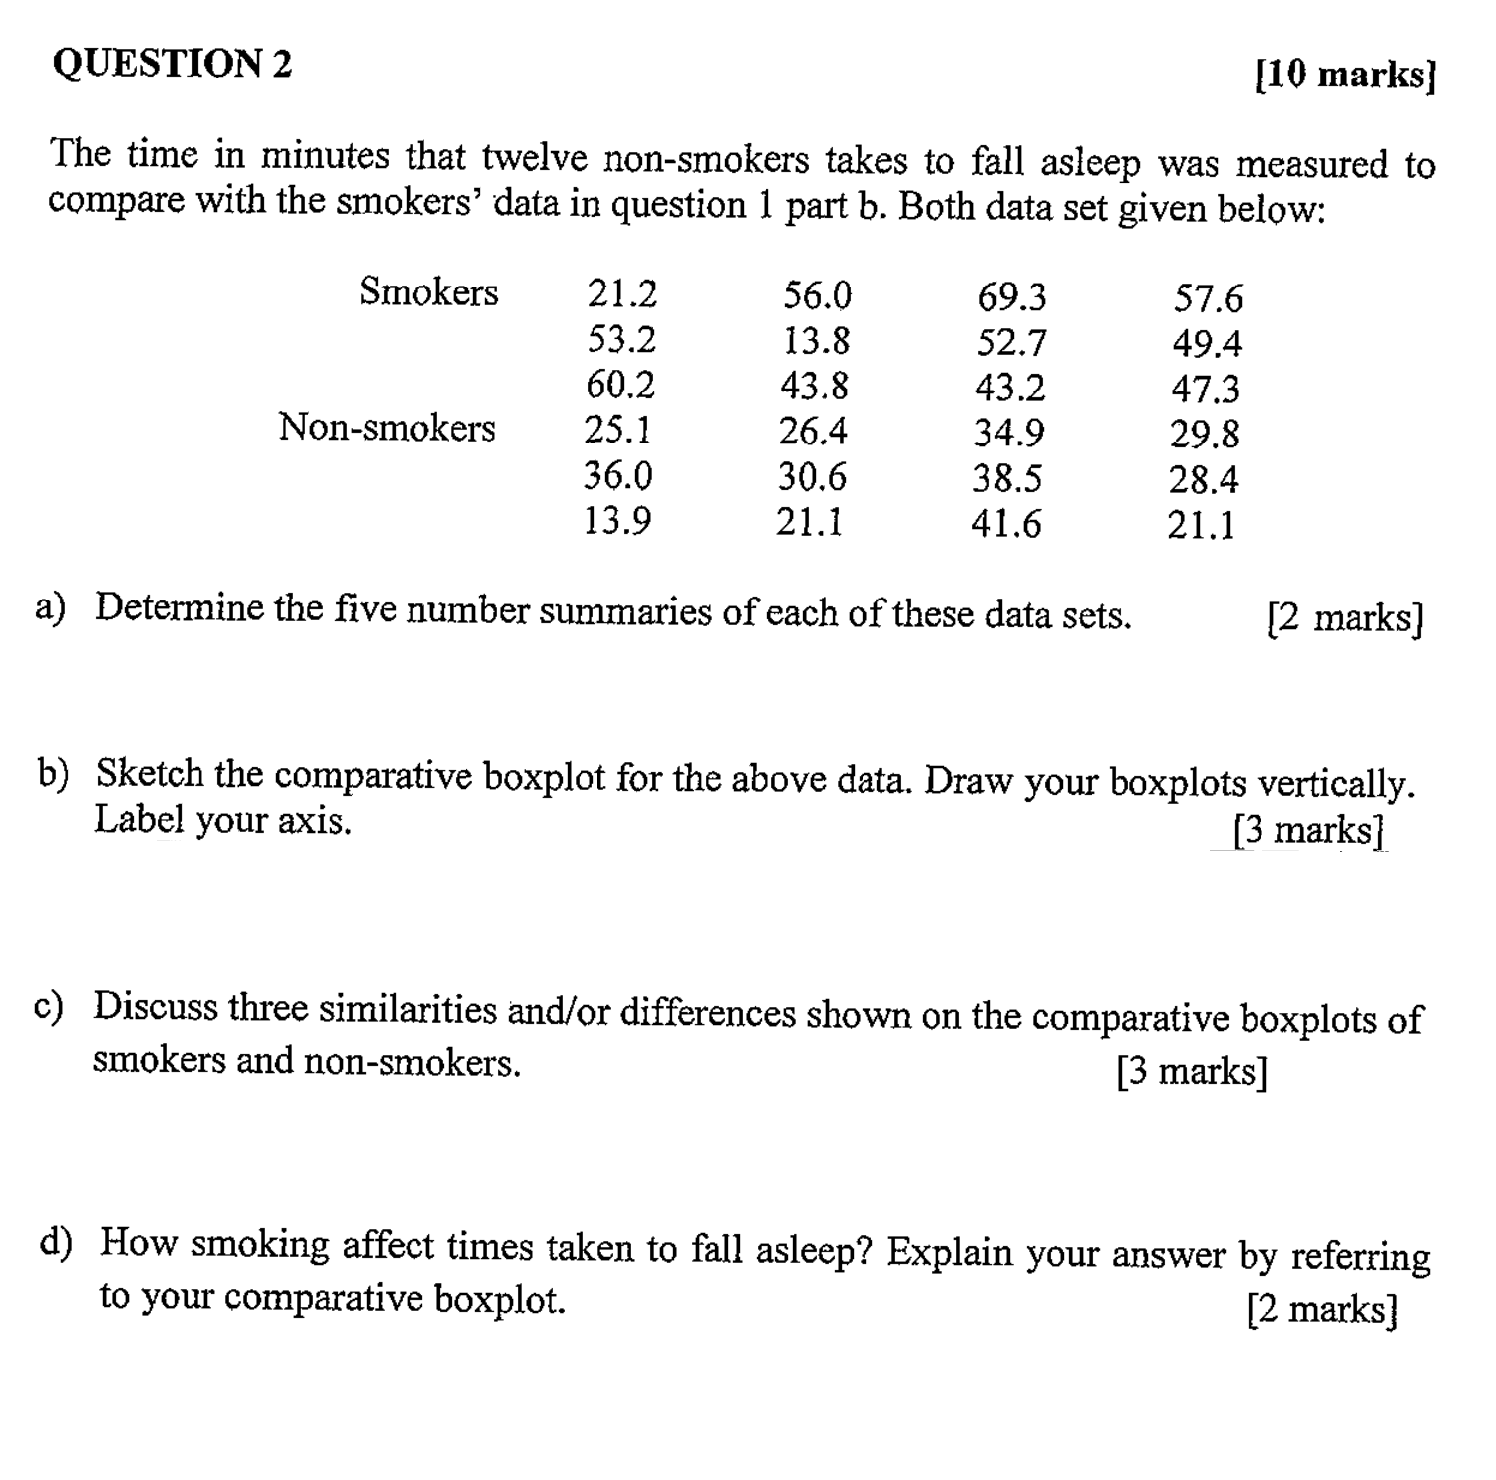 QUESTION 2
[10 marks]
The time in minutes that twelve non-smokers takes to fall asleep was measured to
compare with the smokers' data in question 1 part b. Both data set given below:
Smokers 21.2 56.0 69.3 57.6
53.2 13.8 52.7 49.4
60.2 43.8 43.2 47.3
Non-smokers 25.1 26.4 34.9 29.8
36.0 30.6 38.5 28.4
13.9 21.1 41.6 21.1
a) Determine the five number summaries of each of these data sets. [2 marks]
b) Sketch the comparative boxplot for the above data. Draw your boxplots vertically.
Label your axis. [3 marks]
c) Discuss three similarities and/or differences shown on the comparative boxplots of
smokers and non-smokers. [3 marks]
d) How smoking affect times taken to fall asleep? Explain your answer by referring
to your comparative boxplot. [2 marks]